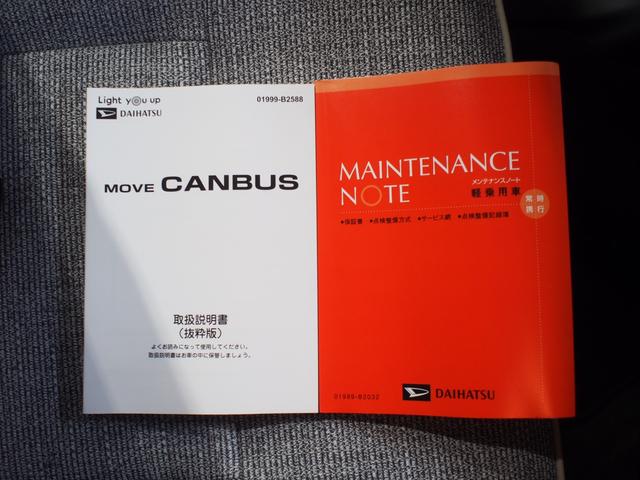 Light you up
DAIHATSU
01999-B2588
MOVE CANBUS
取扱説明書
(抜粋版)
よくお読みになって使用してください。
取扱説明書はお車の中に保管しましょう。
MAINTENANCE
NOTE
メンテナンスノート
軽乗用車
常時
携行
●保証書 ●点検整備方式 ●サービス網 ●点検整備記録簿
01989-B2032
DAIHATSU